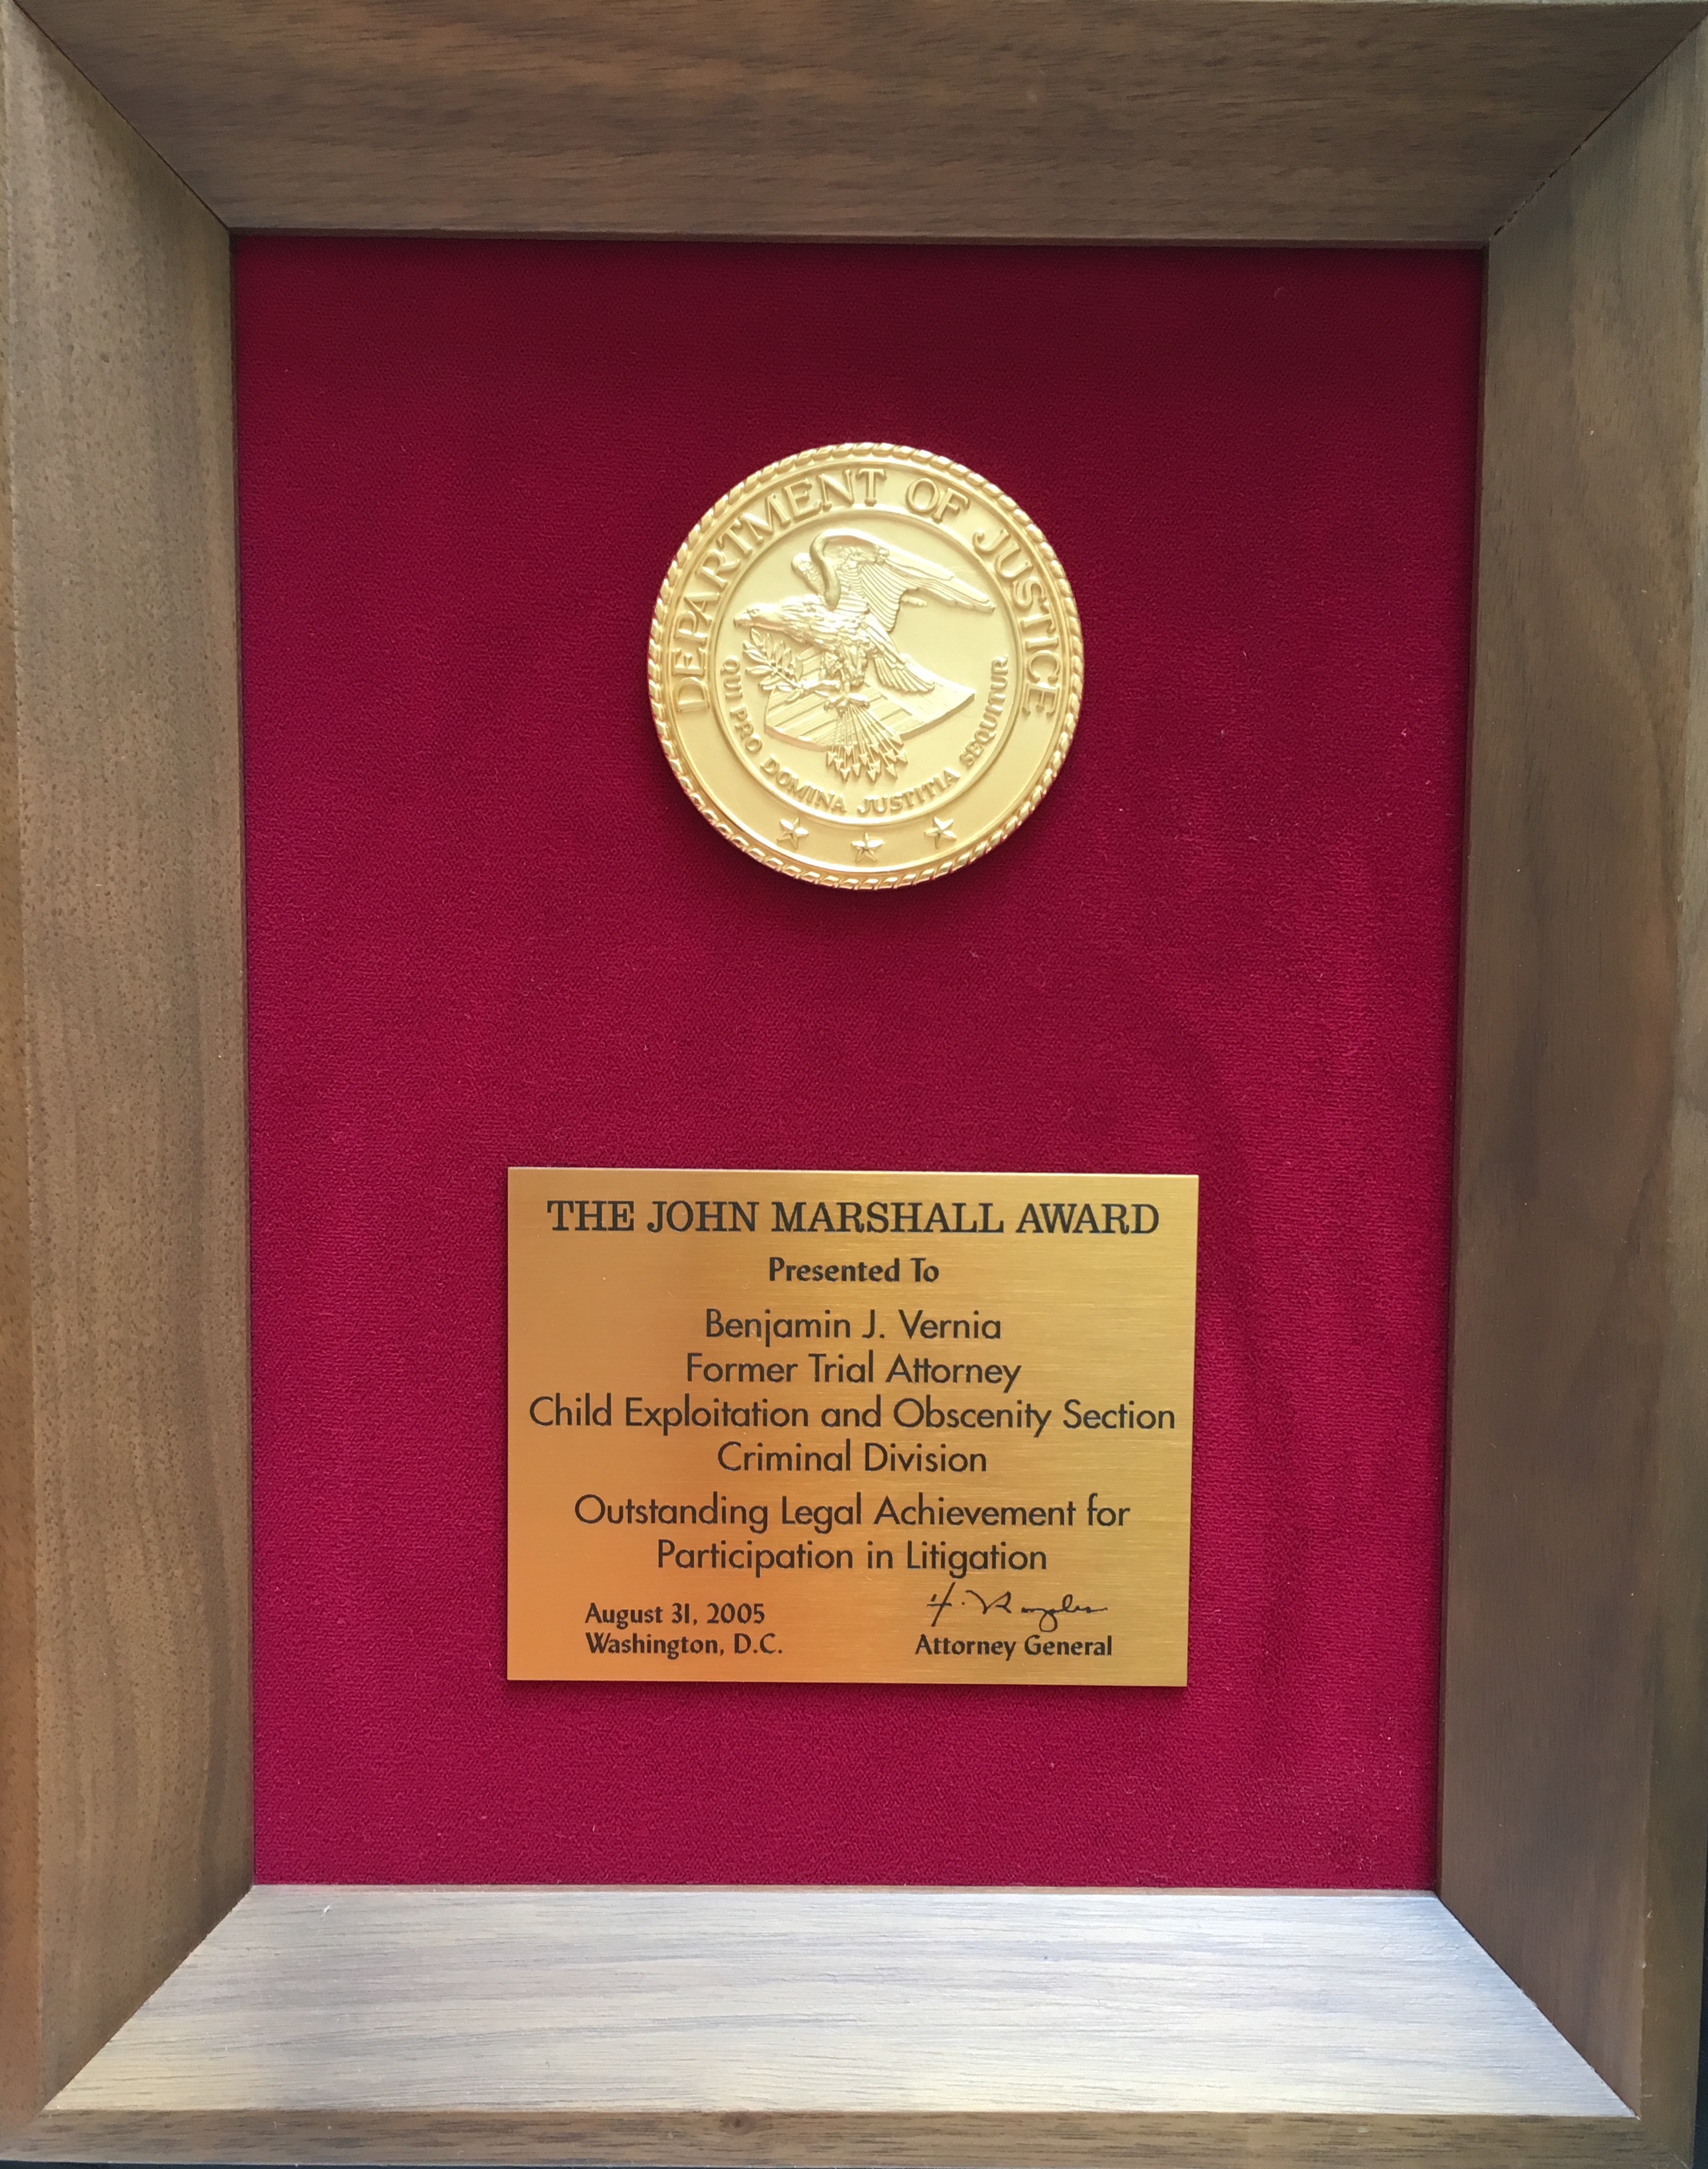 DEPARTMENT OF JUSTICE
QUI PRO DOMINA JUSTITIA SEQUITUR
THE JOHN MARSHALL AWARD
Presented To
Benjamin J. Vernia
Former Trial Attorney
Child Exploitation and Obscenity Section
Criminal Division
Outstanding Legal Achievement for
Participation in Litigation
August 31, 2005
Washington, D.C.
Attorney General